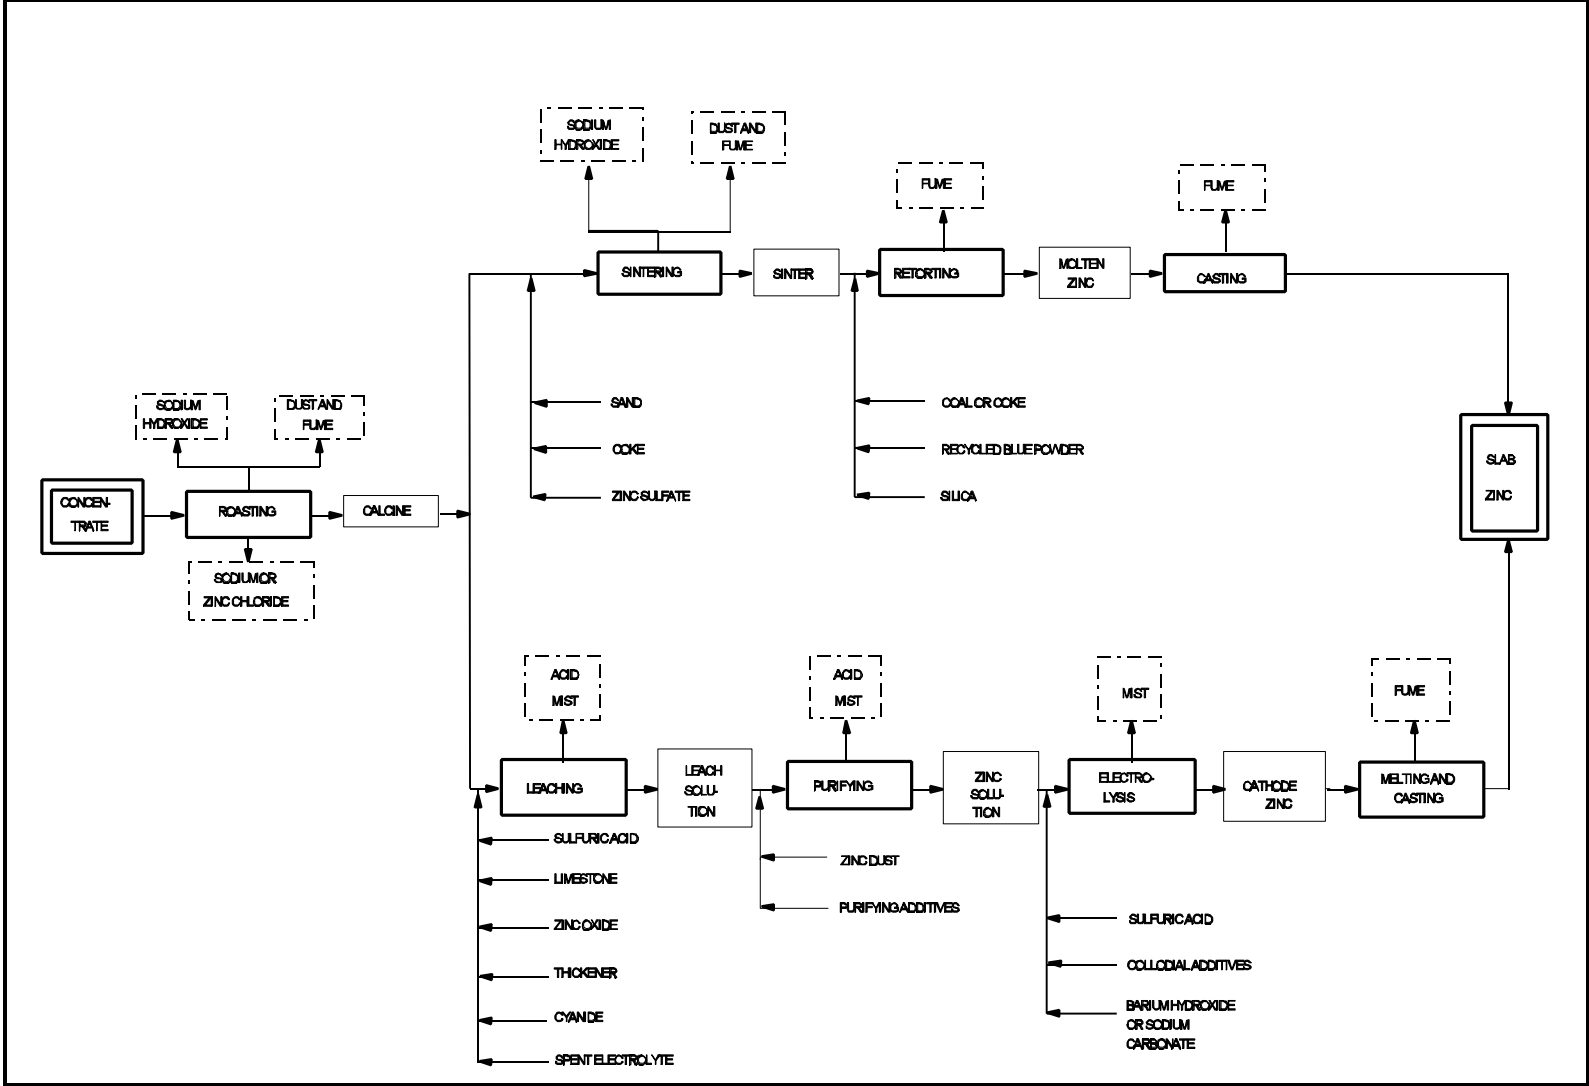 SODIUM
HYDROXIDE
DUST AND
FUME
FUME
FUME
SINTERING
SINTER
RETORTING
MOLTEN
ZINC
CASTING
SAND
COKE
ZINC SULFATE
COAL OR COKE
RECYCLED BLUE POWDER
SILICA
SODIUM
HYDROXIDE
DUST AND
FUME
CONCEN-
TRATE
ROASTING
CALCINE
SODIUM OR
ZINC CHLORIDE
SLAB
ZINC
ACID
MIST
ACID
MIST
MIST
FUME
LEACHING
LEACH
SOLU-
TION
PURIFYING
ZINC
SOLU-
TION
ELECTRO-
LYSIS
CATHODE
ZINC
MELTING AND
CASTING
SULFURIC ACID
LIMESTONE
ZINC OXIDE
THICKENER
CYANIDE
SPENT ELECTROLYTE
ZINC DUST
PURIFYING ADDITIVES
SULFURIC ACID
COLLODIAL ADDITIVES
BARIUM HYDROXIDE
OR SODIUM
CARBONATE